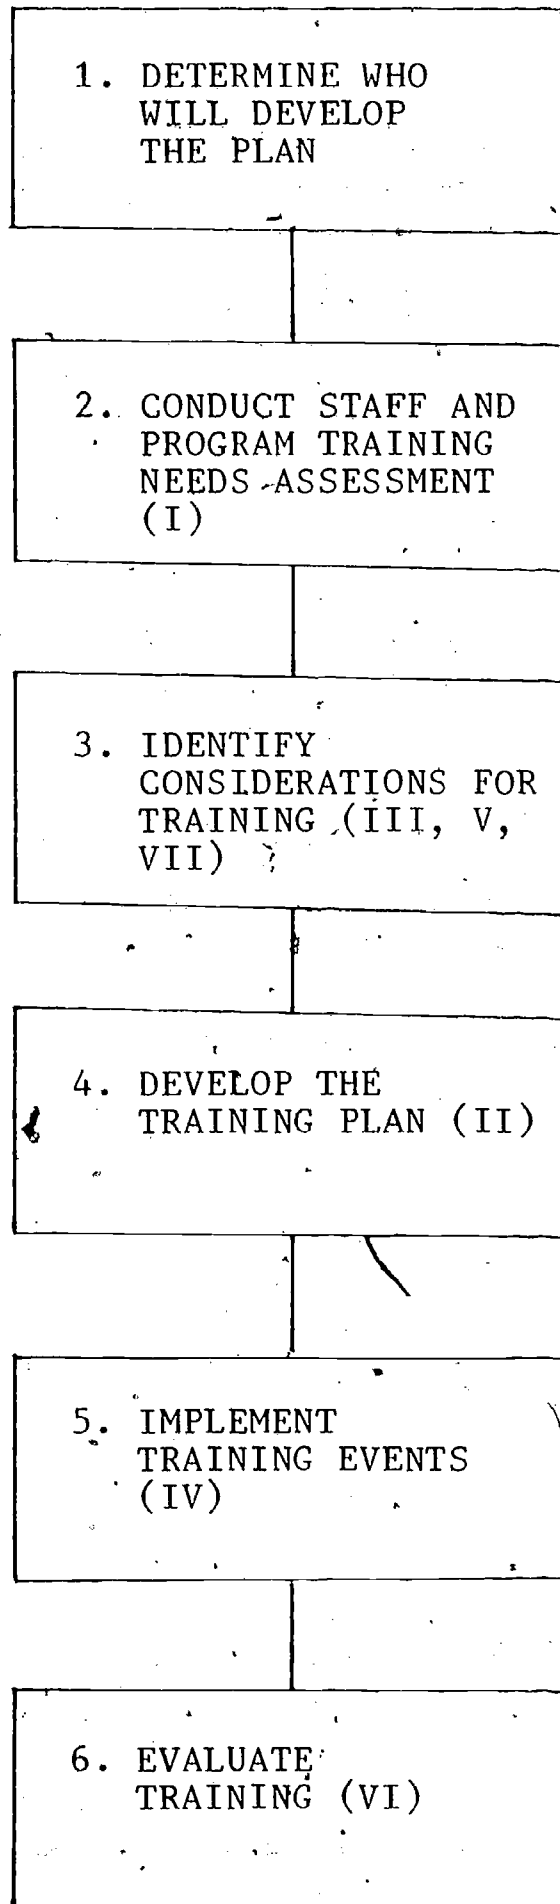 1. DETERMINE WHO
WILL DEVELOP
THE PLAN
2. CONDUCT STAFF AND
PROGRAM TRAINING
NEEDS ASSESSMENT
(I)
3. IDENTIFY
CONSIDERATIONS FOR
TRAINING (III, V,
VII)
4. DEVELOP THE
TRAINING PLAN (II)
5. IMPLEMENT
TRAINING EVENTS
(IV)
6. EVALUATE
TRAINING (VI)